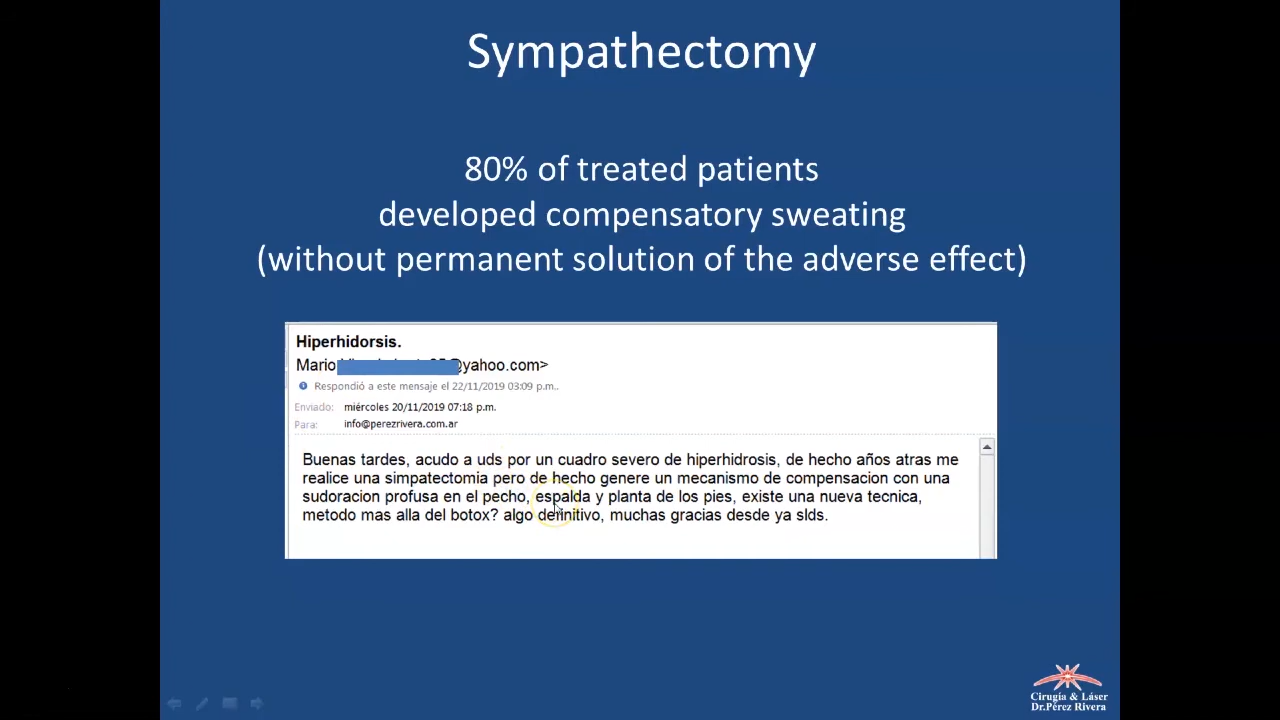 Sympathectomy
80% of treated patients
developed compensatory sweating
(without permanent solution of the adverse effect)
Hiperhidorsis.
Mario @yahoo.com>
Respondió a este mensaje el 22/11/2019 03:09 p.m..
Enviado: miércoles 20/11/2019 07:18 p.m.
Para: info@perezrivera.com.ar
Buenas tardes, acudo a uds por un cuadro severo de hiperhidrosis, de hecho años atras me
realice una simpatectomia pero de hecho genere un mecanismo de compensacion con una
sudoracion profusa en el pecho, espalda y planta de los pies, existe una nueva tecnica,
metodo mas alla del botox? algo definitivo, muchas gracias desde ya slds.
Cirugía & Láser
Dr.Pérez Rivera